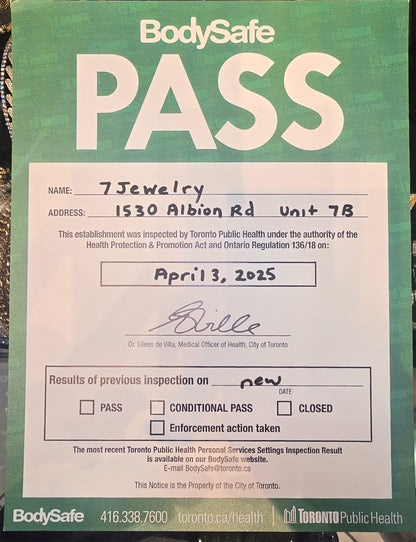 BodySafe
PASS
NAME: 7 Jewelry
ADDRESS: 1530 Albion Rd Unit 7B
This establishment was inspected by Toronto Public Health under the authority of the
Health Protection & Promotion Act and Ontario Regulation 136/18 on:
April 3, 2025
Dr. Eileen de Villa, Medical Officer of Health, City of Toronto
Results of previous inspection on new
DATE
PASS CONDITIONAL PASS CLOSED
Enforcement action taken
The most recent Toronto Public Health Personal Services Settings Inspection Result
is available on our BodySafe website.
E-mail BodySafe@toronto.ca
This Notice is the Property of the City of Toronto.
BodySafe 416.338.7600 toronto.ca/health TORONTO Public Health